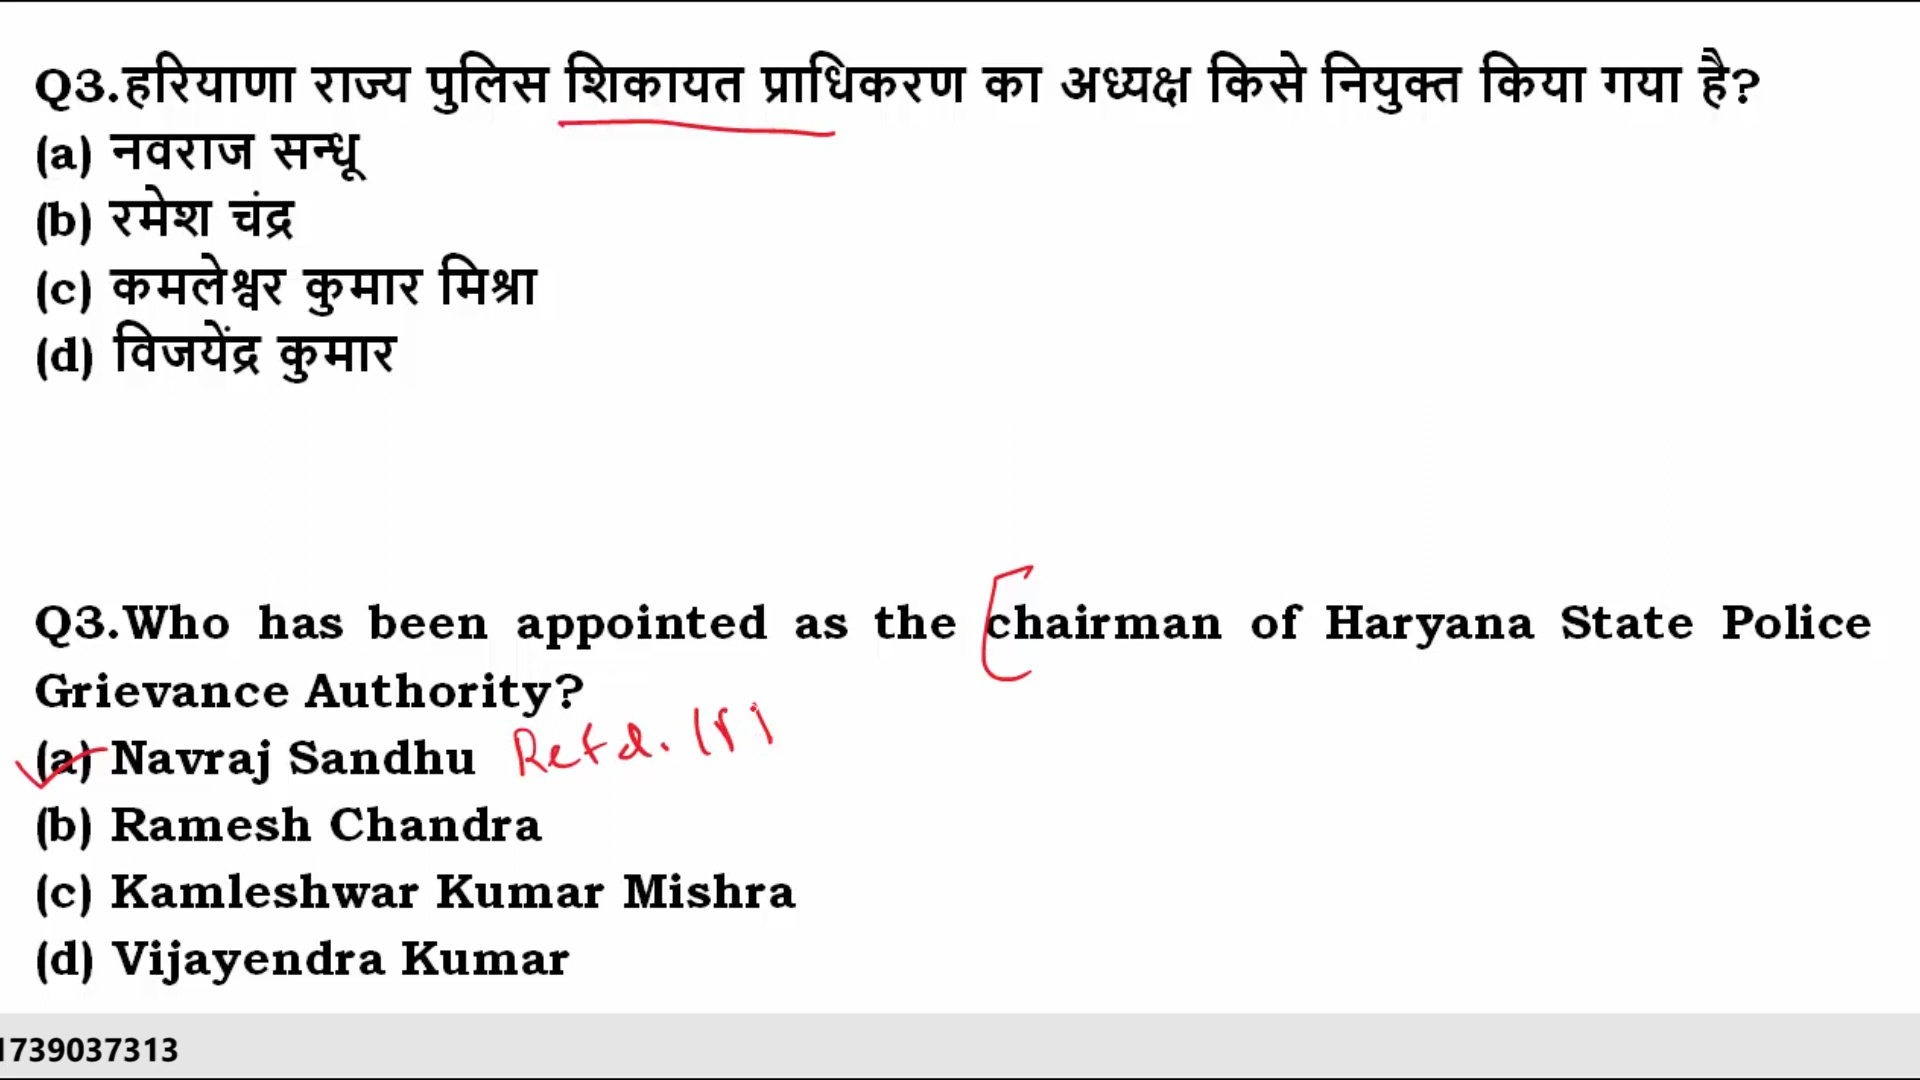 Q3.हरियाणा राज्य पुलिस शिकायत प्राधिकरण का अध्यक्ष किसे नियुक्त किया गया है?
(a) नवराज सन्धू
(b) रमेश चंद्र
(c) कमलेश्वर कुमार मिश्रा
(d) विजयेंद्र कुमार
Q3.Who has been appointed as the chairman of Haryana State Police
Grievance Authority?
(a) Navraj Sandhu Retd.
(b) Ramesh Chandra
(c) Kamleshwar Kumar Mishra
(d) Vijayendra Kumar
1739037313